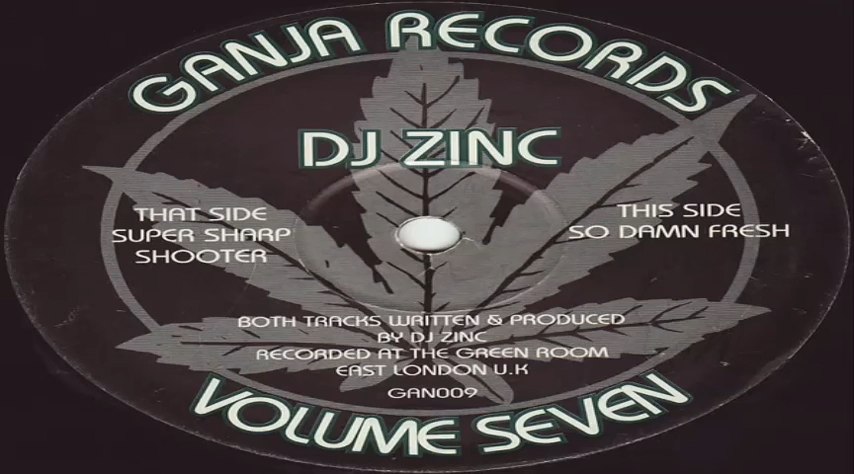 GANJA RECORDS
DJ ZINC
THAT SIDE
SUPER SHARP
SHOOTER
THIS SIDE
SO DAMN FRESH
BOTH TRACKS WRITTEN & PRODUCED
BY DJ ZINC
RECORDED AT THE GREEN ROOM
EAST LONDON U.K
GAN009
VOLUME SEVEN